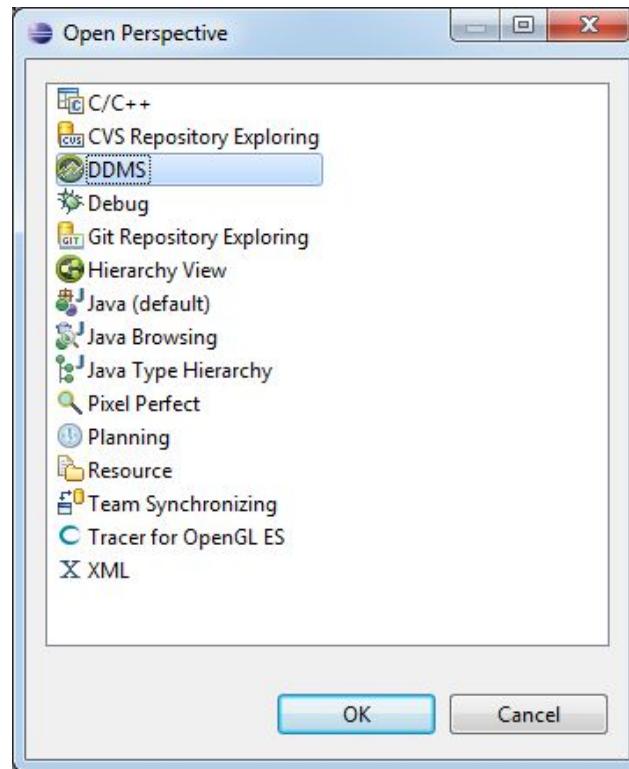 Open Perspective
C/C++
CVS Repository Exploring
DDMS
Debug
Git Repository Exploring
Hierarchy View
Java (default)
Java Browsing
Java Type Hierarchy
Pixel Perfect
Planning
Resource
Team Synchronizing
Tracer for OpenGL ES
XML
OK Cancel